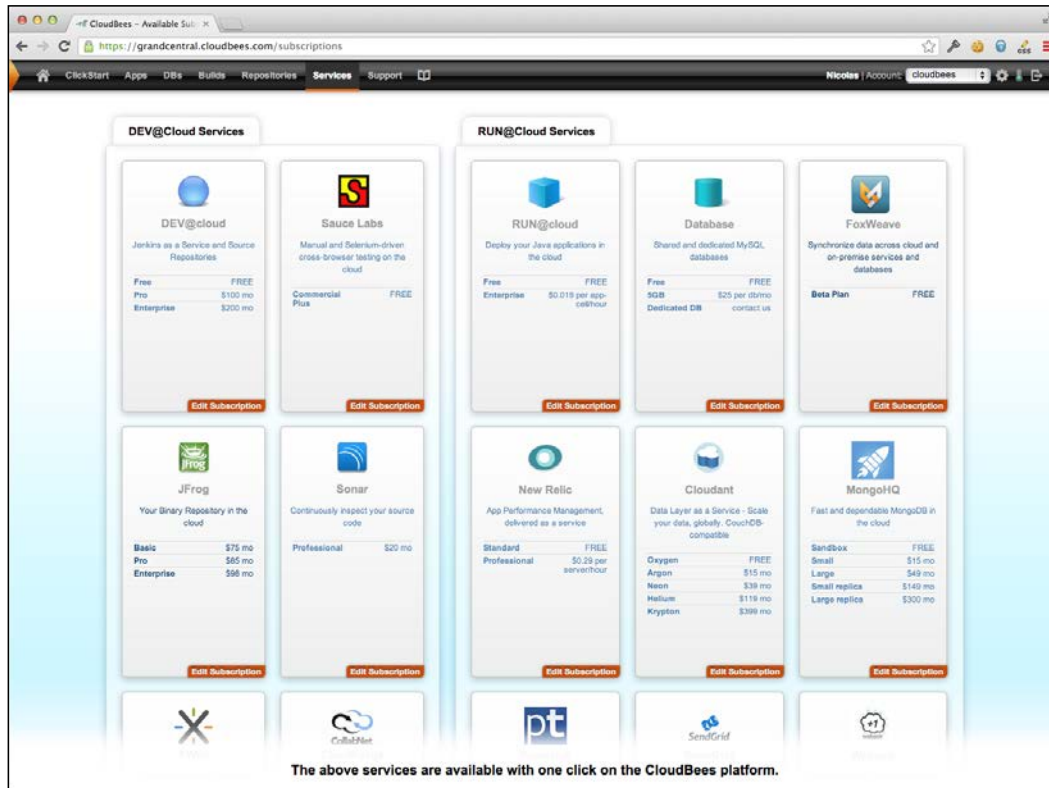 CloudBees - Available Sub
https://grandcentral.cloudbees.com/subscriptions
ClickStart Apps DBs Builds Repositories Services Support
Nicolas | Account: cloudbees
DEV@Cloud Services
RUN@Cloud Services
DEV@cloud
Jenkins as a Service and Source
Repositories
Free FREE
Pro $100 mo
Enterprise $200 mo
Edit Subscription
Sauce Labs
Manual and Selenium-driven
cross-browser testing on the
cloud
Commercial FREE
Plus
Edit Subscription
RUN@cloud
Deploy your Java applications in
the cloud
Free FREE
Enterprise $0.019 per app-
cell/hour
Edit Subscription
Database
Shared and dedicated MySQL
databases
Free FREE
5GB $25 per db/mo
Dedicated DB contact us
Edit Subscription
FoxWeave
Synchronize data across cloud and
on-premise services and
databases
Beta Plan FREE
Edit Subscription
JFrog
JFrog
Your Binary Repository in the
cloud
Basic $75 mo
Pro $85 mo
Enterprise $98 mo
Edit Subscription
Sonar
Continuously inspect your source
code
Professional $20 mo
Edit Subscription
New Relic
App Performance Management,
delivered as a service
Standard FREE
Professional $0.29 per
server/hour
Edit Subscription
Cloudant
Data Layer as a Service - Scale
your data, globally. CouchDB-
compatible
Oxygen FREE
Argon $15 mo
Neon $39 mo
Helium $119 mo
Krypton $399 mo
Edit Subscription
MongoHQ
Fast and dependable MongoDB in
the cloud
Sandbox FREE
Small $15 mo
Large $49 mo
Small replica $149 mo
Large replica $300 mo
Edit Subscription
CollabNet
pt
SendGrid
+1
The above services are available with one click on the CloudBees platform.